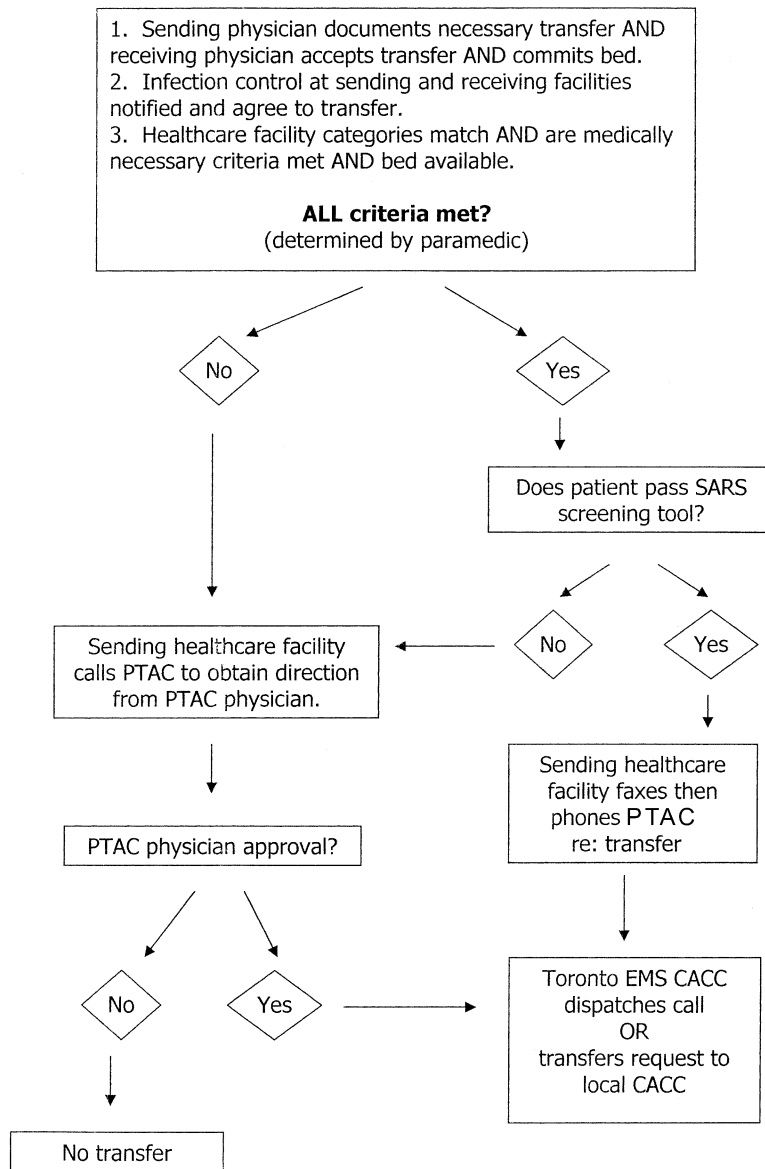 1.  Sending physician documents necessary transfer AND
receiving physician accepts transfer AND commits bed.
2.  Infection control at sending and receiving facilities
notified and agree to transfer.
3.  Healthcare facility categories match AND are medically
necessary criteria met AND bed available.
ALL criteria met?
(determined by paramedic)
No
Yes
Does patient pass SARS
screening tool?
No
Yes
Sending healthcare facility
calls PTAC to obtain direction
from PTAC physician.
Sending healthcare
facility faxes then
phones PTAC
re: transfer
PTAC physician approval?
No
Yes
Toronto EMS CACC
dispatches call
OR
transfers request to
local CACC
No transfer